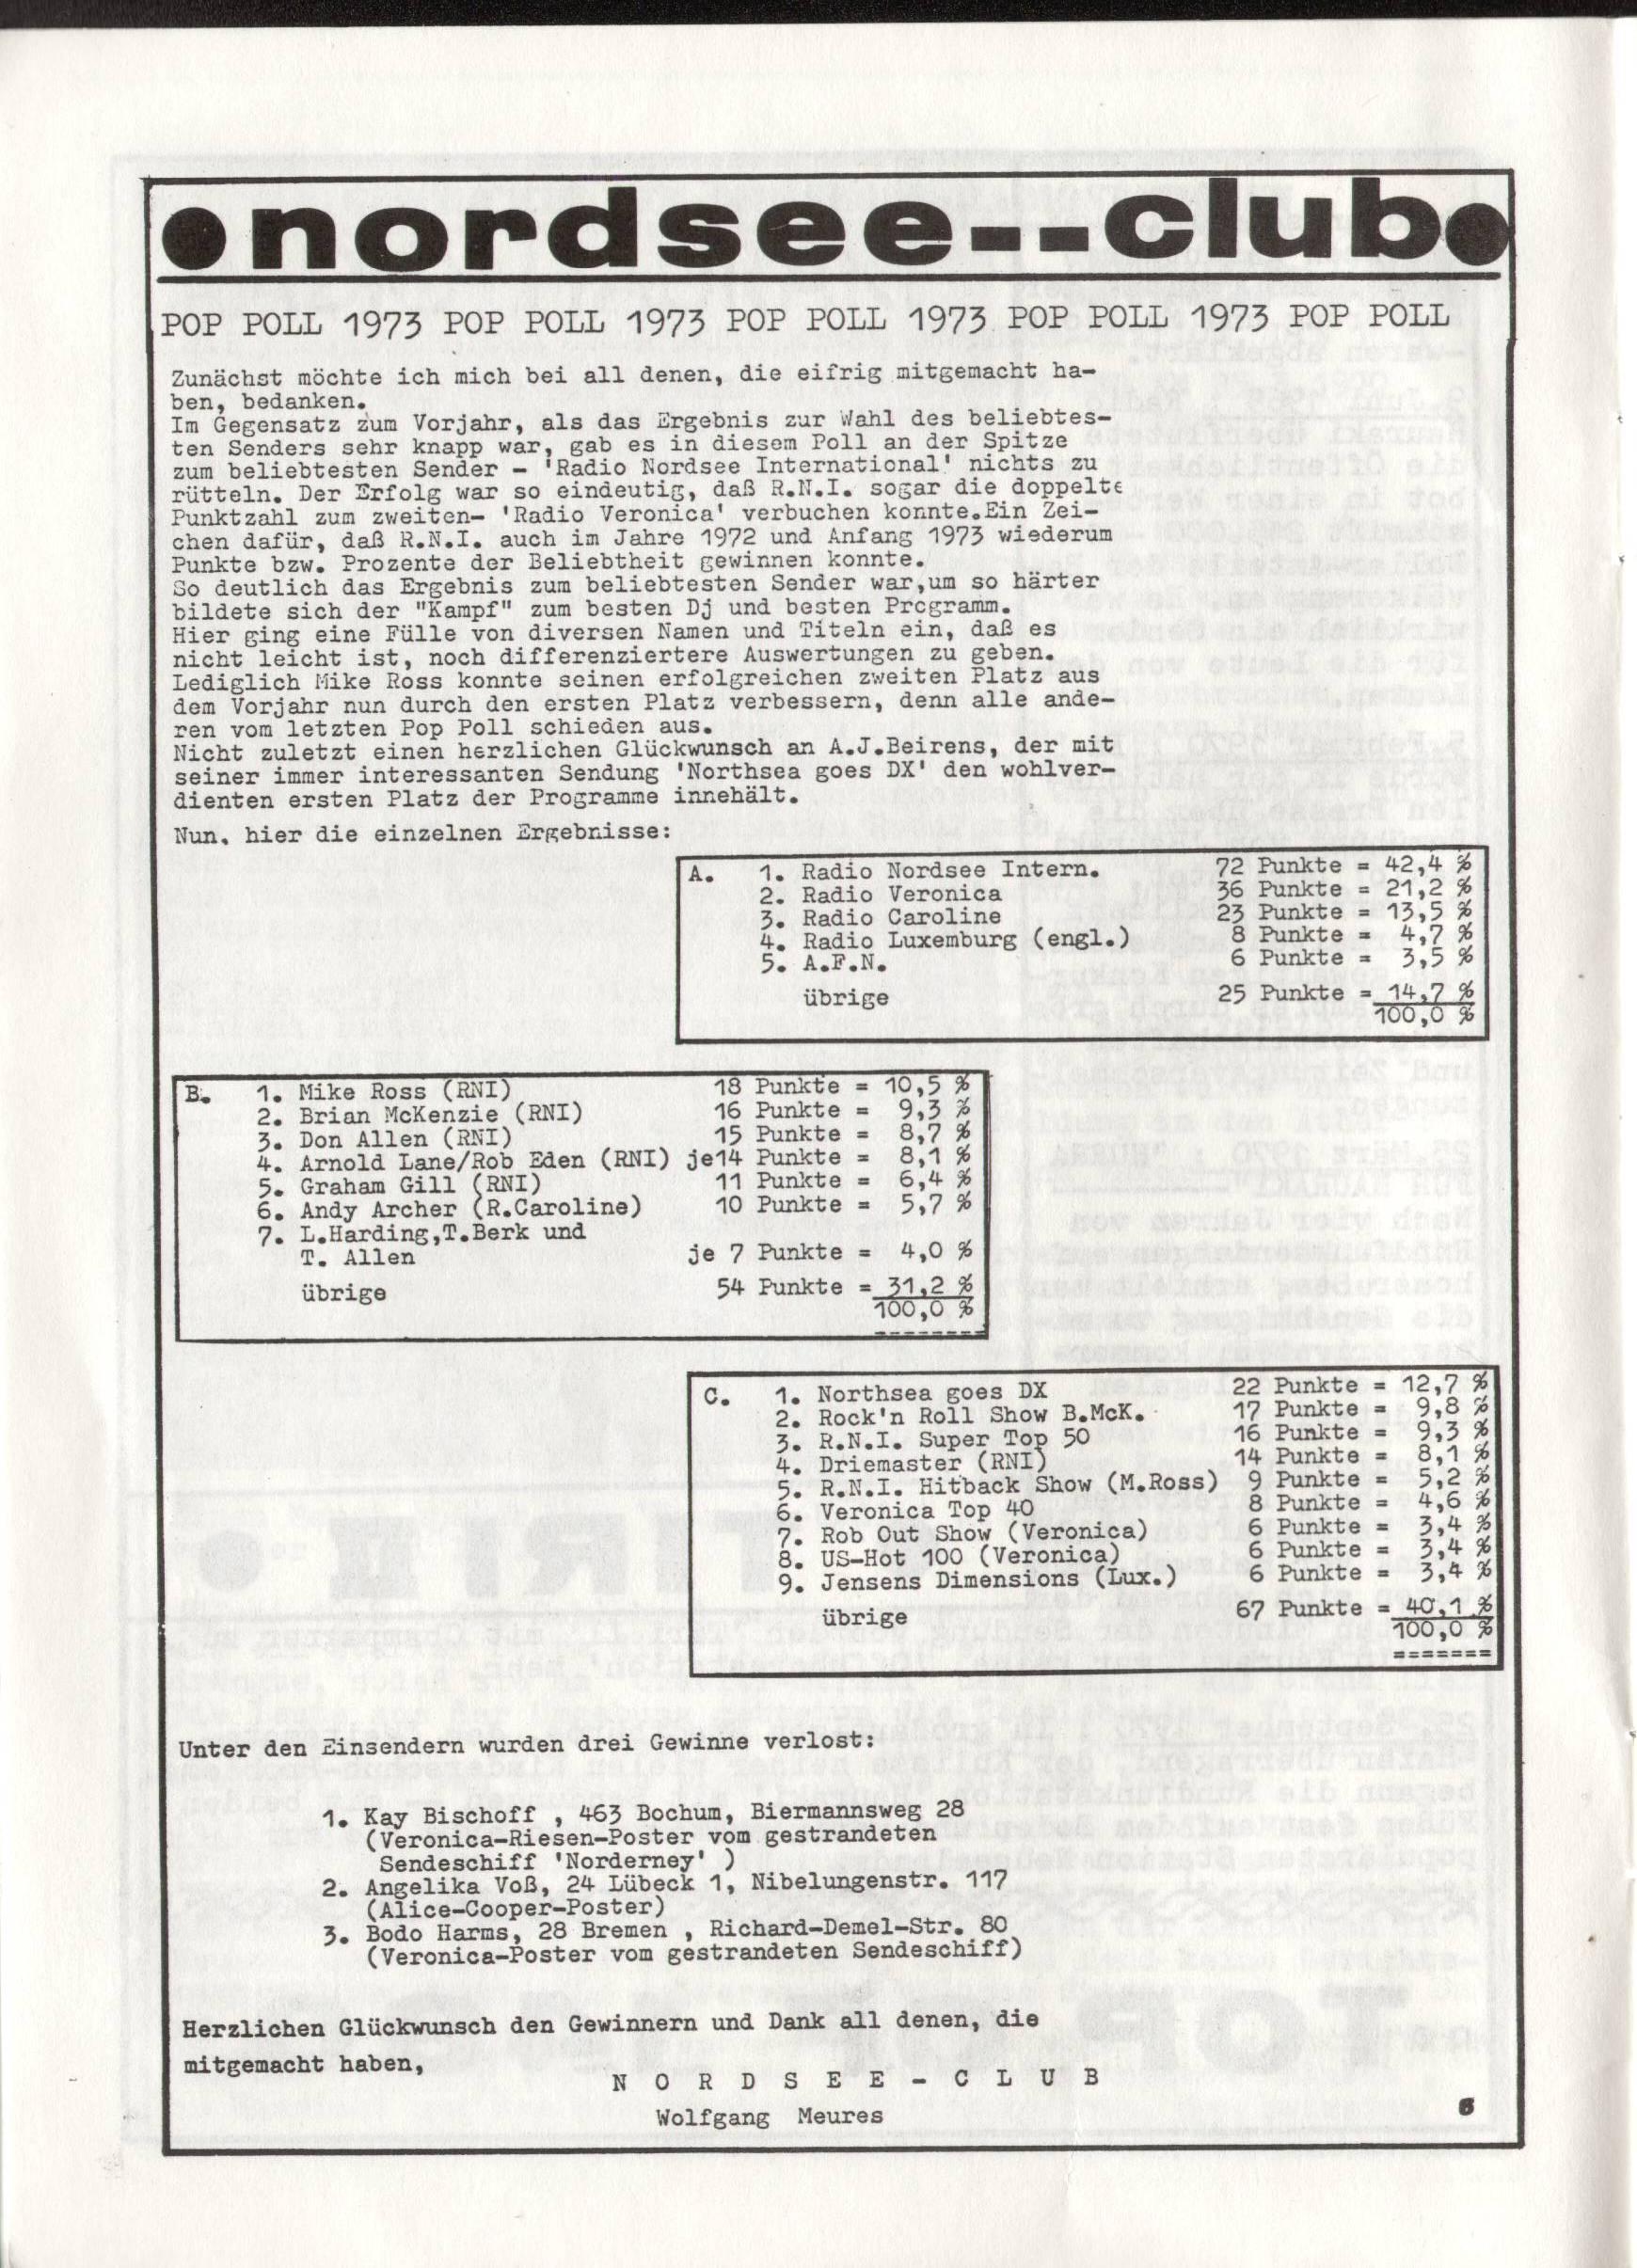 •nordsee--club•
POP POLL 1973 POP POLL 1973 POP POLL 1973 POP POLL 1973 POP POLL
Zunächst möchte ich mich bei all denen, die eifrig mitgemacht ha-
ben, bedanken.
Im Gegensatz zum Vorjahr, als das Ergebnis zur Wahl des beliebtes-
ten Senders sehr knapp war, gab es in diesem Poll an der Spitze
zum beliebtesten Sender - 'Radio Nordsee International' nichts zu
rütteln. Der Erfolg war so eindeutig, daß R.N.I. sogar die doppelte
Punktzahl zum zweiten- 'Radio Veronica' verbuchen konnte.Ein Zei-
chen dafür, daß R.N.I. auch im Jahre 1972 und Anfang 1973 wiederum
Punkte bzw. Prozente der Beliebtheit gewinnen konnte.
So deutlich das Ergebnis zum beliebtesten Sender war,um so härter
bildete sich der "Kampf" zum besten Dj und besten Programm.
Hier ging eine Fülle von diversen Namen und Titeln ein, daß es
nicht leicht ist, noch differenziertere Auswertungen zu geben.
Lediglich Mike Ross konnte seinen erfolgreichen zweiten Platz aus
dem Vorjahr nun durch den ersten Platz verbessern, denn alle ande-
ren vom letzten Pop Poll schieden aus.
Nicht zuletzt einen herzlichen Glückwunsch an A.J.Beirens, der mit
seiner immer interessanten Sendung 'Northsea goes DX' den wohlver-
dienten ersten Platz der Programme innehält.
Nun. hier die einzelnen Ergebnisse:
A. 1. Radio Nordsee Intern. 72 Punkte = 42,4 %
2. Radio Veronica 36 Punkte = 21,2 %
3. Radio Caroline 23 Punkte = 13,5 %
4. Radio Luxemburg (engl.) 8 Punkte = 4,7 %
5. A.F.N. 6 Punkte = 3,5 %
übrige 25 Punkte = 14,7 %
100,0 %
B. 1. Mike Ross (RNI) 18 Punkte = 10,5 %
2. Brian McKenzie (RNI) 16 Punkte = 9,3 %
3. Don Allen (RNI) 15 Punkte = 8,7 %
4. Arnold Lane/Rob Eden (RNI) je14 Punkte = 8,1 %
5. Graham Gill (RNI) 11 Punkte = 6,4 %
6. Andy Archer (R.Caroline) 10 Punkte = 5,7 %
7. L.Harding,T.Berk und
T. Allen je 7 Punkte = 4,0 %
übrige 54 Punkte = 31,2 %
100,0 %
C. 1. Northsea goes DX 22 Punkte = 12,7 %
2. Rock'n Roll Show B.McK. 17 Punkte = 9,8 %
3. R.N.I. Super Top 50 16 Punkte = 9,3 %
4. Driemaster (RNI) 14 Punkte = 8,1 %
5. R.N.I. Hitback Show (M.Ross) 9 Punkte = 5,2 %
6. Veronica Top 40 8 Punkte = 4,6 %
7. Rob Out Show (Veronica) 6 Punkte = 3,4 %
8. US-Hot 100 (Veronica) 6 Punkte = 3,4 %
9. Jensens Dimensions (Lux.) 6 Punkte = 3,4 %
übrige 67 Punkte = 40,1 %
100,0 %
Unter den Einsendern wurden drei Gewinne verlost:
1. Kay Bischoff , 463 Bochum, Biermannsweg 28
(Veronica-Riesen-Poster vom gestrandeten
Sendeschiff 'Norderney' )
2. Angelika Voß, 24 Lübeck 1, Nibelungenstr. 117
(Alice-Cooper-Poster)
3. Bodo Harms, 28 Bremen , Richard-Demel-Str. 80
(Veronica-Poster vom gestrandeten Sendeschiff)
Herzlichen Glückwunsch den Gewinnern und Dank all denen, die
mitgemacht haben,
N O R D S E E - C L U B
Wolfgang Meures